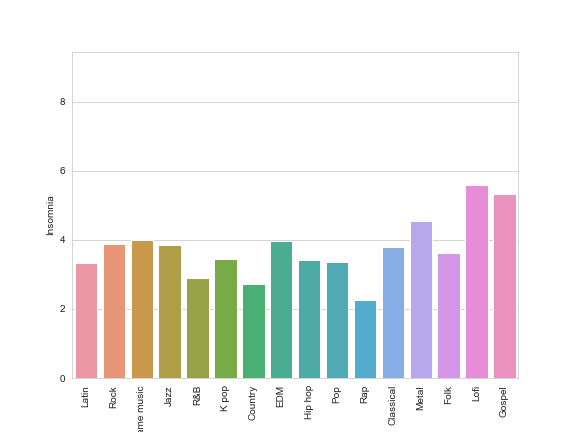 Insomnia
8
6
4
2
0
Latin
Rock
ame music
Jazz
R&B
K pop
Country
EDM
Hip hop
Pop
Rap
Classical
Metal
Folk
Lofi
Gospel